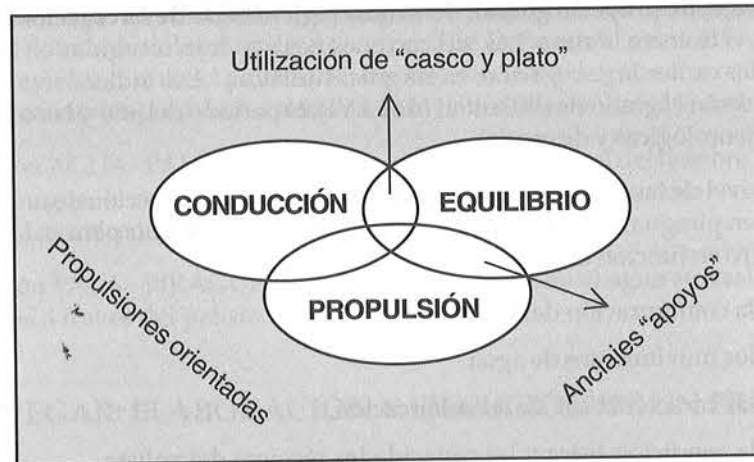 Utilización de “casco y plato”
CONDUCCIÓN
EQUILIBRIO
PROPULSIÓN
Propulsiones orientadas
Anclajes “apoyos”